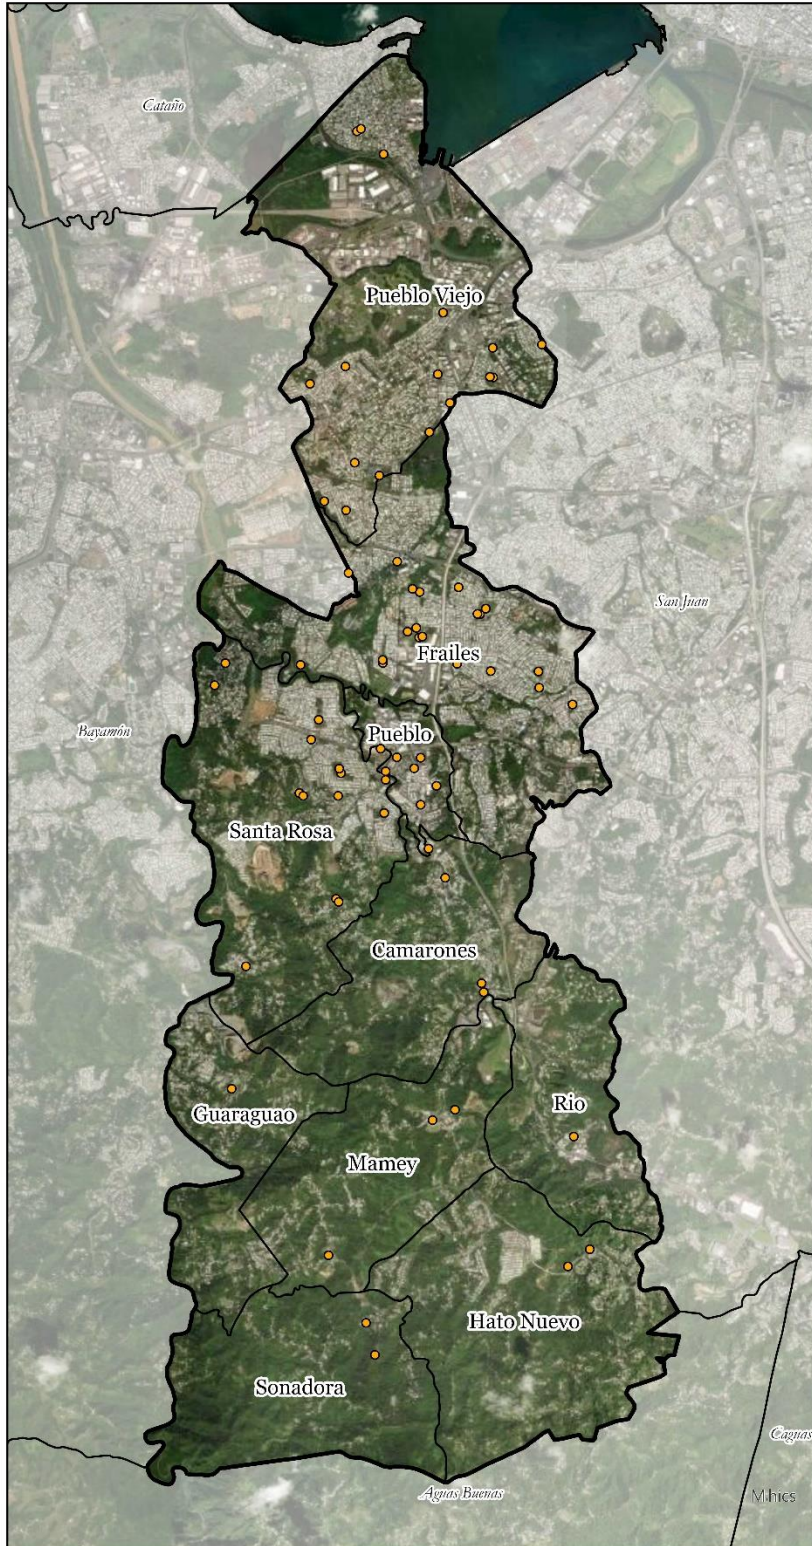 Cataño
Pueblo Viejo
San Juan
Frailes
Bayamón
Pueblo
Santa Rosa
Camarones
Guaraguao
Rio
Mamey
Hato Nuevo
Sonadora
Caguas
Aguas Buenas